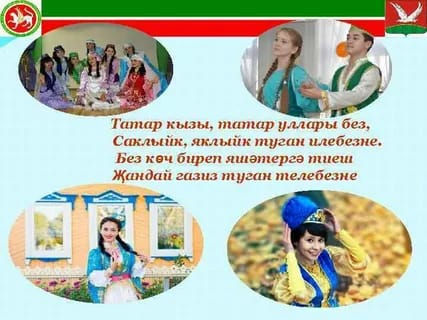 Татар кызы, татар уллары без,
Саклыйк, яклыйк туган илебезне.
Без көч биреп яшәтергә тиеш
Җандай газиз туган телебезне